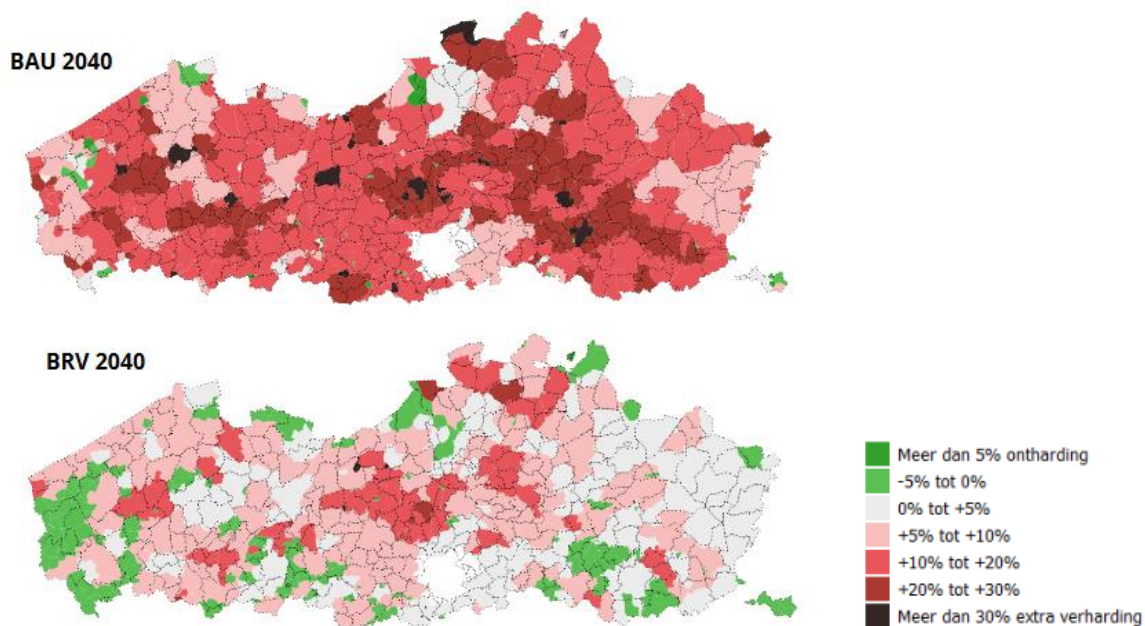 BAU 2040
BRV 2040
Meer dan 5% ontharding
-5% tot 0%
0% tot +5%
+5% tot +10%
+10% tot +20%
+20% tot +30%
Meer dan 30% extra verharding